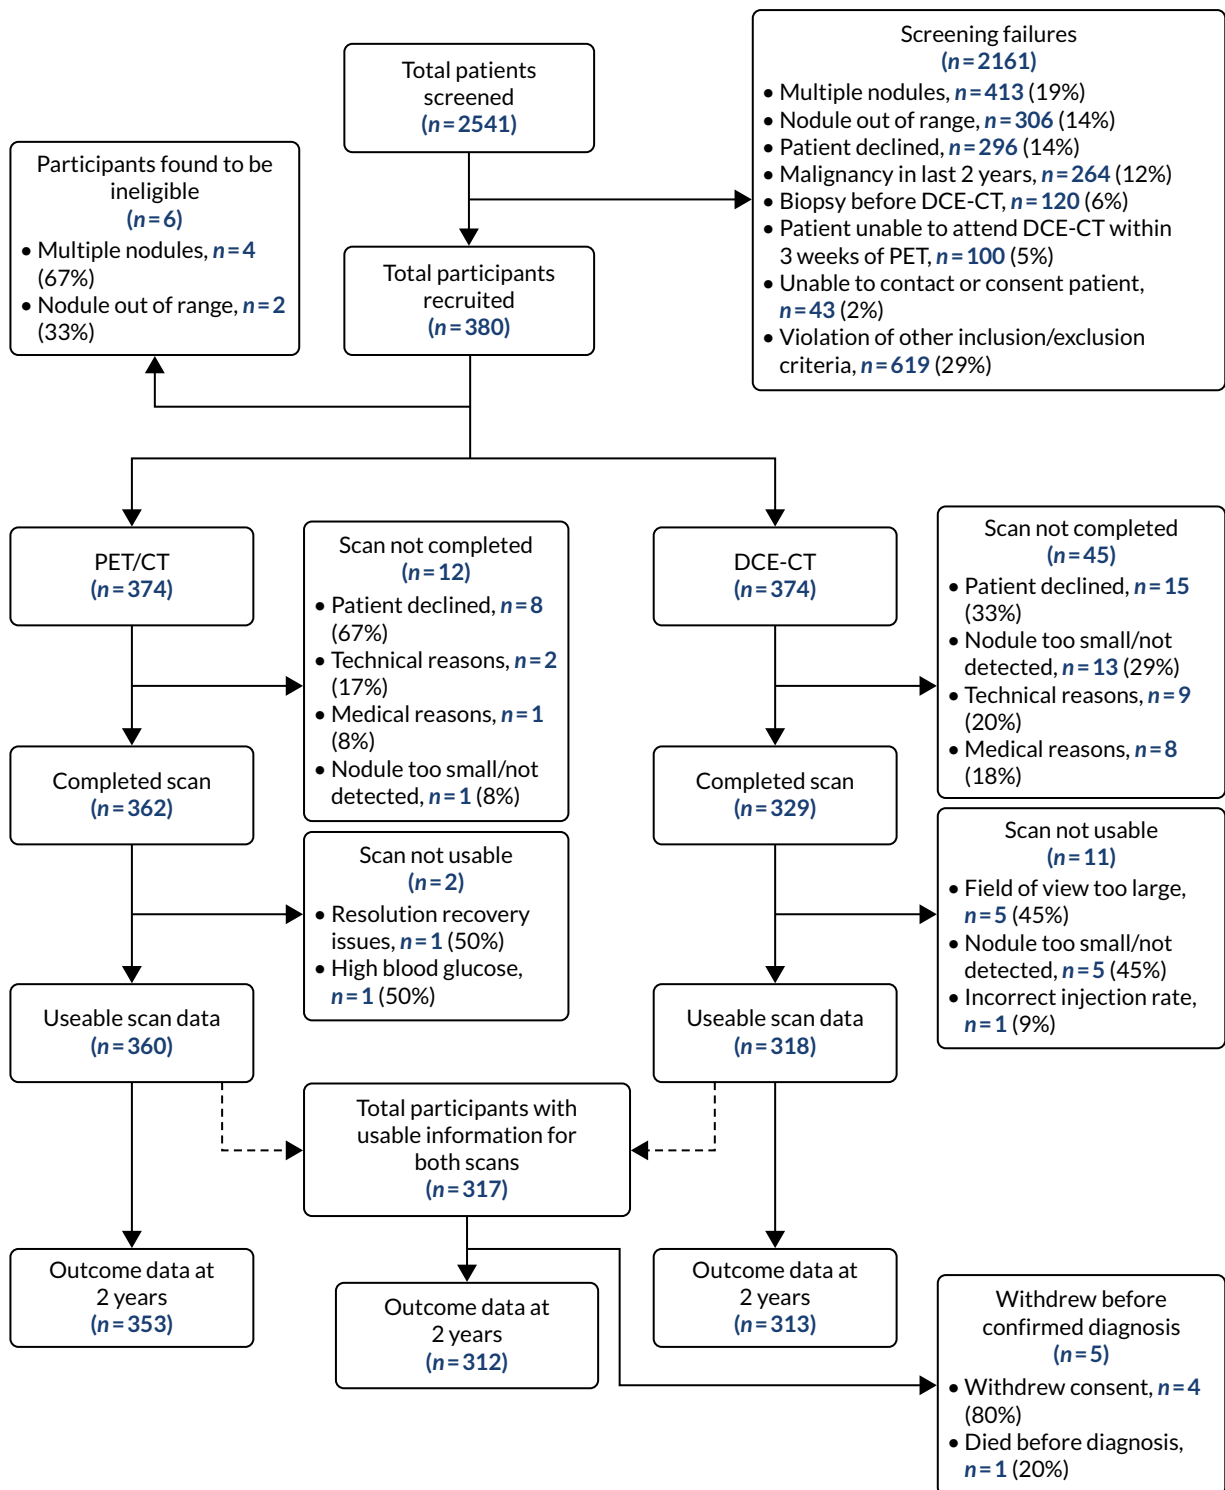 Total patients
screened
(n=2541)
Screening failures
(n=2161)
• Multiple nodules, n=413 (19%)
• Nodule out of range, n=306 (14%)
• Patient declined, n=296 (14%)
• Malignancy in last 2 years, n=264 (12%)
• Biopsy before DCE-CT, n=120 (6%)
• Patient unable to attend DCE-CT within
3 weeks of PET, n=100 (5%)
• Unable to contact or consent patient,
n=43 (2%)
• Violation of other inclusion/exclusion
criteria, n=619 (29%)
Participants found to be
ineligible
(n=6)
• Multiple nodules, n=4
(67%)
• Nodule out of range, n=2
(33%)
Total participants
recruited
(n=380)
PET/CT
(n=374)
Scan not completed
(n=12)
• Patient declined, n=8
(67%)
• Technical reasons, n=2
(17%)
• Medical reasons, n=1
(8%)
• Nodule too small/not
detected, n=1 (8%)
DCE-CT
(n=374)
Scan not completed
(n=45)
• Patient declined, n=15
(33%)
• Nodule too small/not
detected, n=13 (29%)
• Technical reasons, n=9
(20%)
• Medical reasons, n=8
(18%)
Completed scan
(n=362)
Completed scan
(n=329)
Scan not usable
(n=2)
• Resolution recovery
issues, n=1 (50%)
• High blood glucose,
n=1 (50%)
Scan not usable
(n=11)
• Field of view too large,
n=5 (45%)
• Nodule too small/not
detected, n=5 (45%)
• Incorrect injection rate,
n=1 (9%)
Useable scan data
(n=360)
Useable scan data
(n=318)
Total participants with
usable information for
both scans
(n=317)
Outcome data at
2 years
(n=353)
Outcome data at
2 years
(n=312)
Outcome data at
2 years
(n=313)
Withdrew before
confirmed diagnosis
(n=5)
• Withdrew consent, n=4
(80%)
• Died before diagnosis,
n=1 (20%)